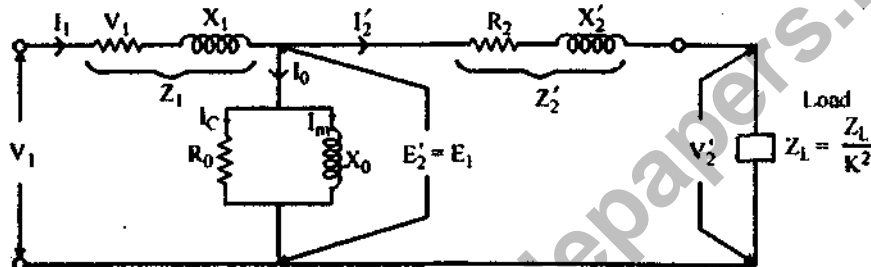 I₁ V₁ X₁ I₂′ R₂ X₂′
Z₁ I₀ Z₂′
V₁ I_C R₀ I_m X₀ E₂′ = E₁ V₂′
Load
Z_L = Z_L/K²
depapers.